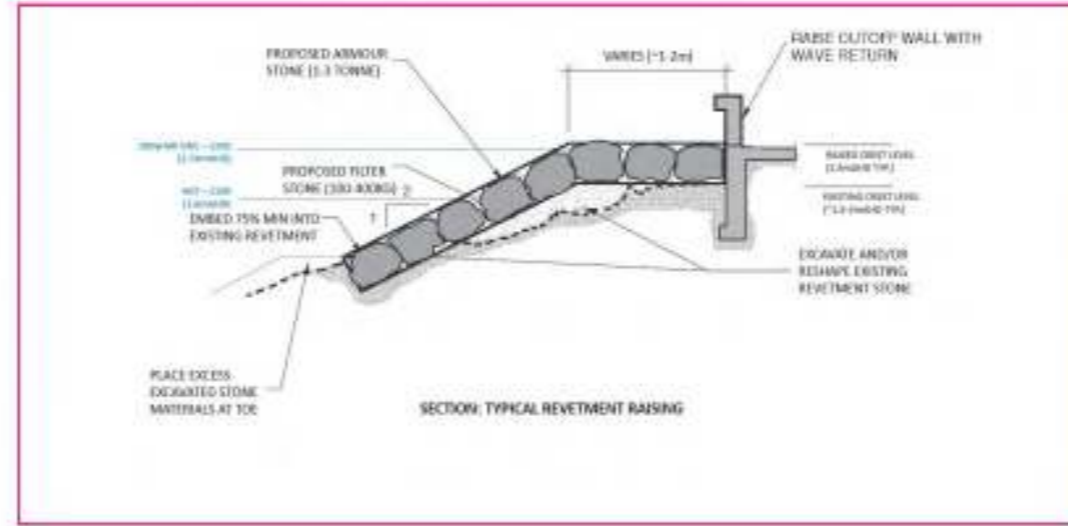 PROPOSED ARMOUR
STONE (1.3 TONNE)
VARIES (~1-2m)
RAISE CUTOFF WALL WITH
WAVE RETURN
PROPOSED FILTER
STONE (100-400KG)
2
1
EMBED 75% MIN INTO
EXISTING REVETMENT
RAISED CREST LEVEL
EXISTING CREST LEVEL
EXCAVATE AND/OR
RESHAPE EXISTING
REVETMENT STONE
PLACE EXCESS
EXCAVATED STONE
MATERIALS AT TOE
SECTION: TYPICAL REVETMENT RAISING